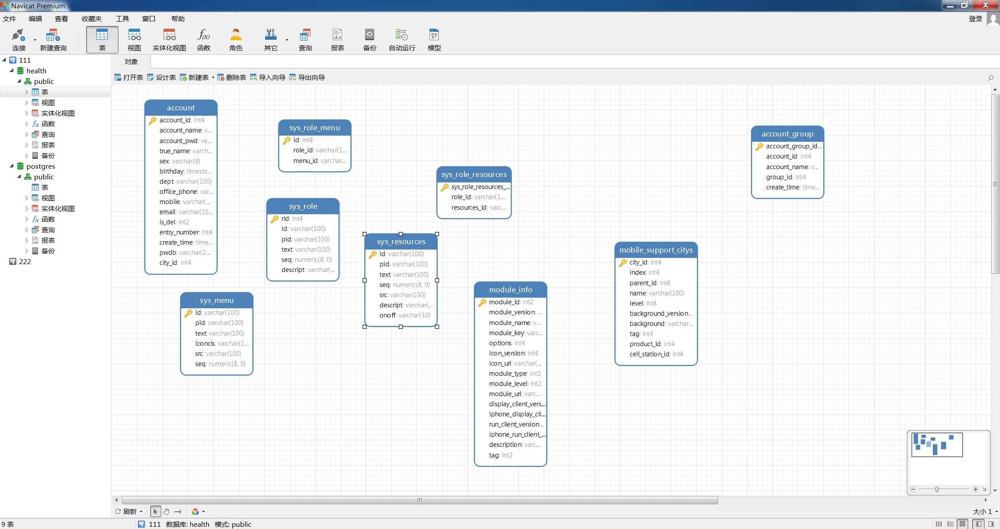 Navicat Premium
文件 编辑 查看 收藏夹 工具 窗口 帮助 登录
连接 新建查询 表 视图 实体化视图 函数 角色 其它 查询 报表 备份 自动运行 模型
111
health
public
表
视图
实体化视图
函数
查询
报表
备份
postgres
public
表
视图
实体化视图
函数
查询
报表
备份
222
对象
打开表 设计表 新建表 删除表 导入向导 导出向导
account
account_id: int4
account_name: v...
account_pwd: va...
true_name: varch...
sex: varchar(8)
birthday: timesta...
dept: varchar(100)
office_phone: var...
mobile: varchar(...
email: varchar(10...
is_del: int2
entry_number: int4
create_time: time...
pwdb: varchar(2...
city_id: int4
sys_role_menu
id: int4
role_id: varchar(1...
menu_id: varchar...
sys_role
rid: int4
id: varchar(100)
pid: varchar(100)
text: varchar(100)
seq: numeric(8, 0)
descript: varchar(...
sys_menu
id: varchar(100)
pid: varchar(100)
text: varchar(100)
iconcls: varchar(1...
src: varchar(100)
seq: numeric(8, 0)
sys_resources
id: varchar(100)
pid: varchar(100)
text: varchar(100)
seq: numeric(8, 0)
src: varchar(100)
descript: varchar(...
onoff: varchar(10)
sys_role_resources
sys_role_resources_...
role_id: varchar(1...
resources_id: varc...
module_info
module_id: int2
module_version: ...
module_name: v...
module_key: varc...
options: int4
icon_version: int4
icon_url: varchar(...
module_type: int2
module_level: int2
module_url: varc...
display_client_vers...
iphone_display_cli...
run_client_version...
iphone_run_client_...
description: varc...
tag: int2
mobile_support_citys
city_id: int4
index: int4
parent_id: int4
name: varchar(100)
level: int4
background_version...
background: varchar...
tag: int4
product_id: int4
cell_station_id: int4
account_group
account_group_id...
account_id: int4
account_name: v...
group_id: int4
create_time: time...
刷新 大小 1
9 表 111 数据库: health 模式: public